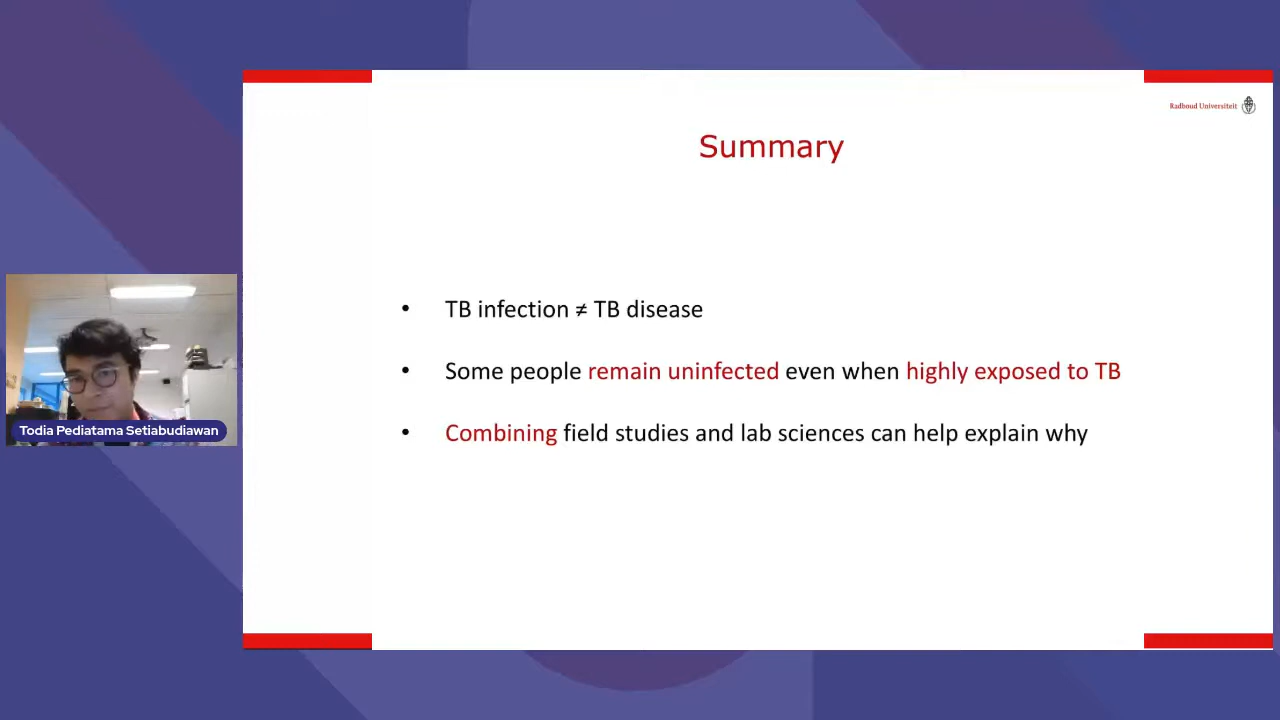 Radboud Universiteit
Summary
• TB infection ≠ TB disease
• Some people remain uninfected even when highly exposed to TB
• Combining field studies and lab sciences can help explain why
Todia Pediatama Setiabudiawan